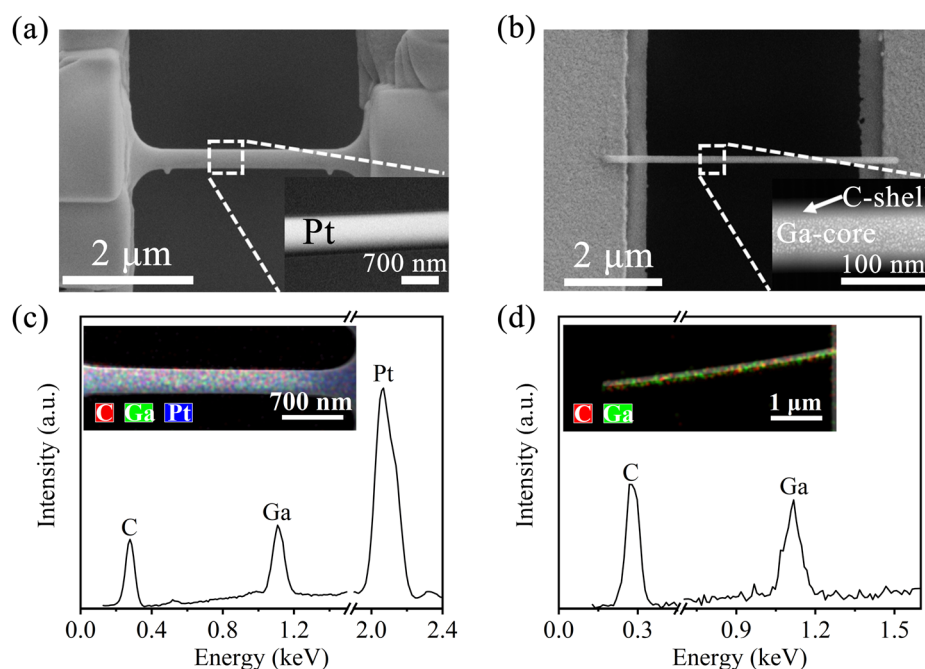 (a)
Pt
2 μm
700 nm
(b)
C-shell
Ga-core
2 μm
100 nm
(c)
C Ga Pt
700 nm
Pt
Ga
C
Intensity (a.u.)
0.0 0.4 0.8 1.2 2.0 2.4
Energy (keV)
(d)
C Ga
1 μm
C
Ga
Intensity (a.u.)
0.0 0.3 0.9 1.2 1.5
Energy (keV)